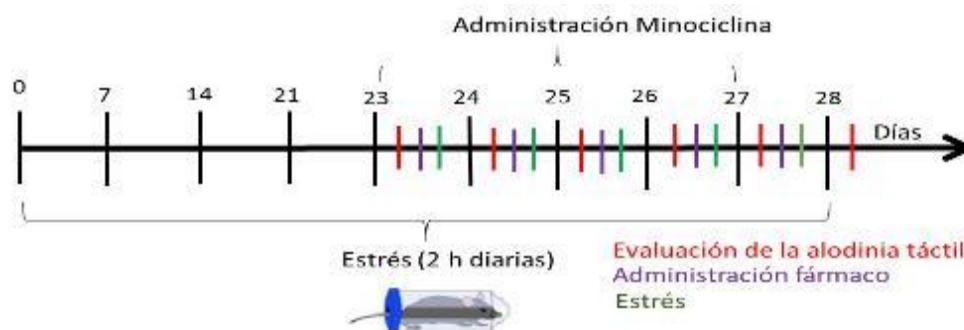 Administración Minociclina
0 7 14 21 23 24 25 26 27 28
Días
Estrés (2 h diarias)
Evaluación de la alodinia táctil
Administración fármaco
Estrés